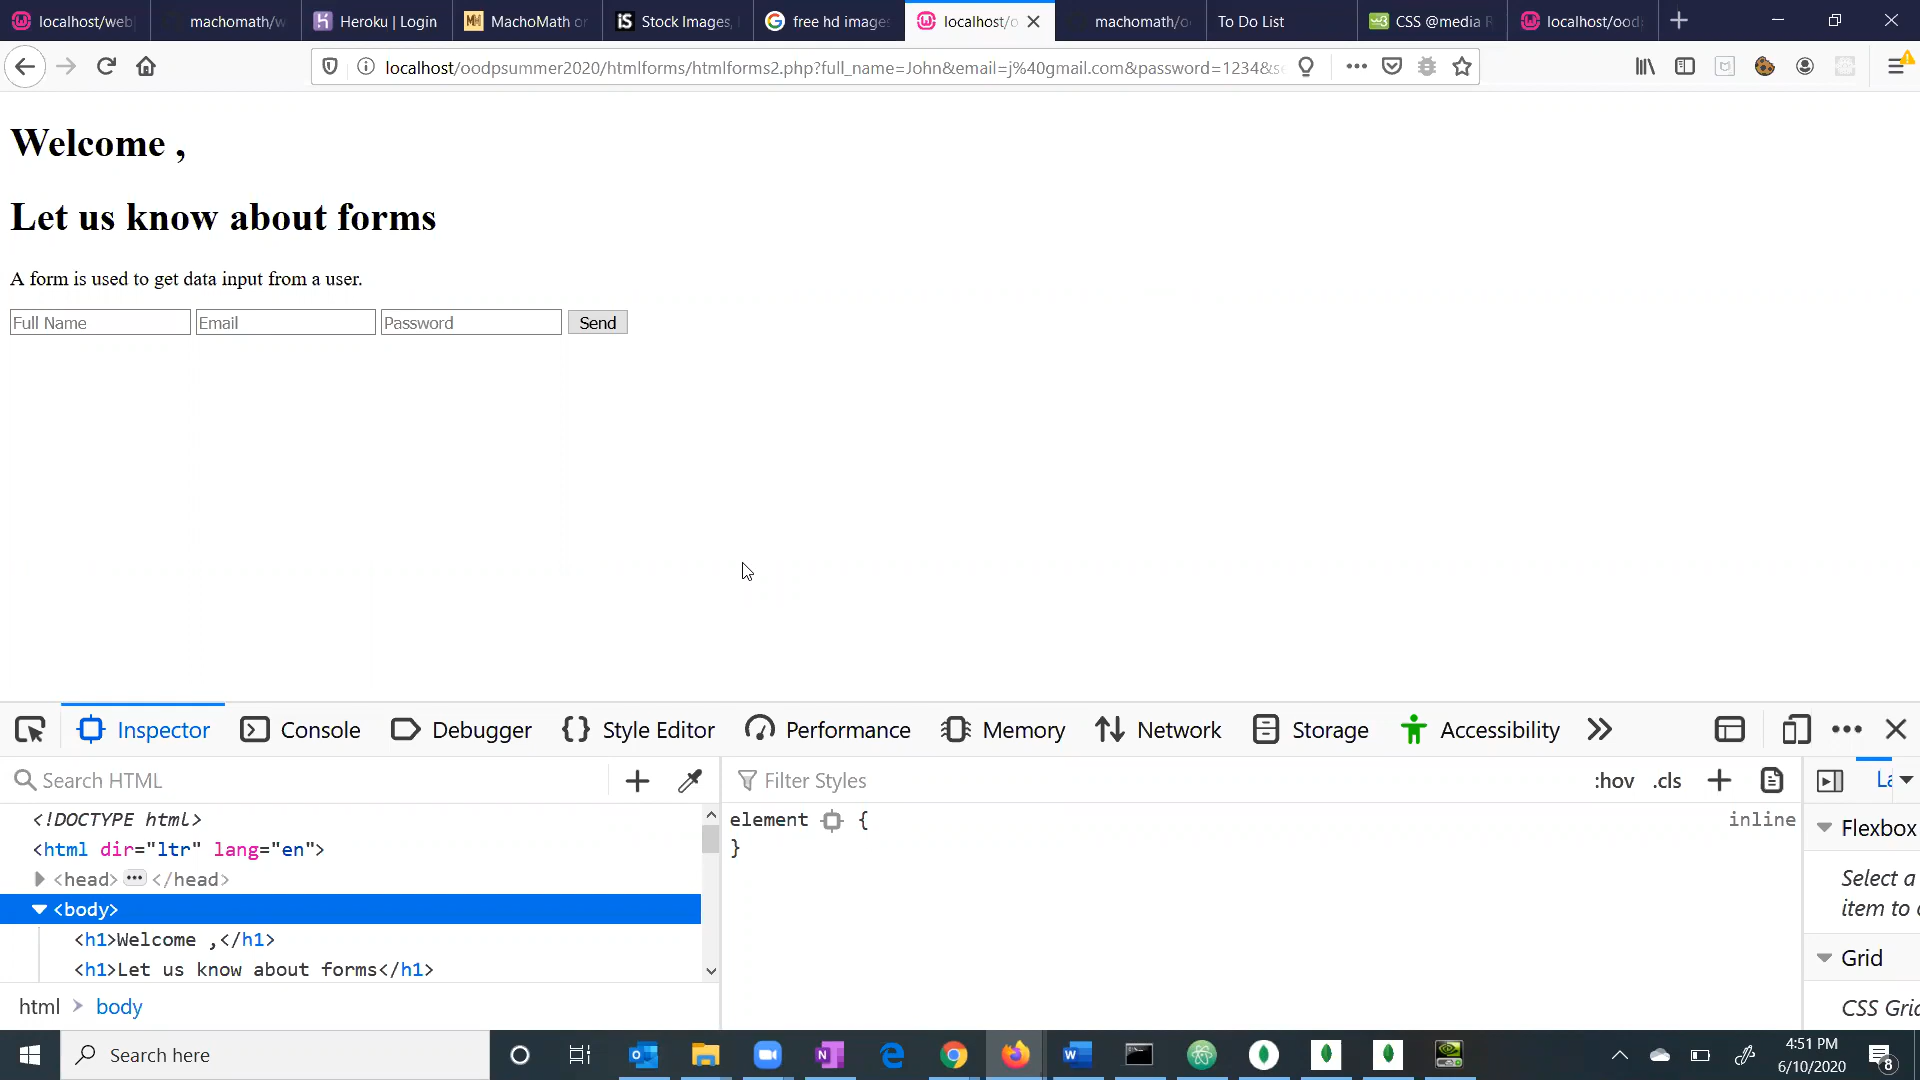 localhost/web machomath/w Heroku | Login MachoMath or Stock Images, free hd images localhost/o machomath/o To Do List CSS @media R localhost/ood
localhost/oodpsummer2020/htmlforms/htmlforms2.php?full_name=John&email=j%40gmail.com&password=1234&s
Welcome ,
Let us know about forms
A form is used to get data input from a user.
Full Name Email Password Send
Inspector Console Debugger Style Editor Performance Memory Network Storage Accessibility
Search HTML Filter Styles :hov .cls La
<!DOCTYPE html> element { inline
<html dir="ltr" lang="en"> } Flexbox
<head> ••• </head> Select a
<body> item to
<h1>Welcome ,</h1> Grid
<h1>Let us know about forms</h1>
html > body CSS Grid
Search here 4:51 PM
6/10/2020 8